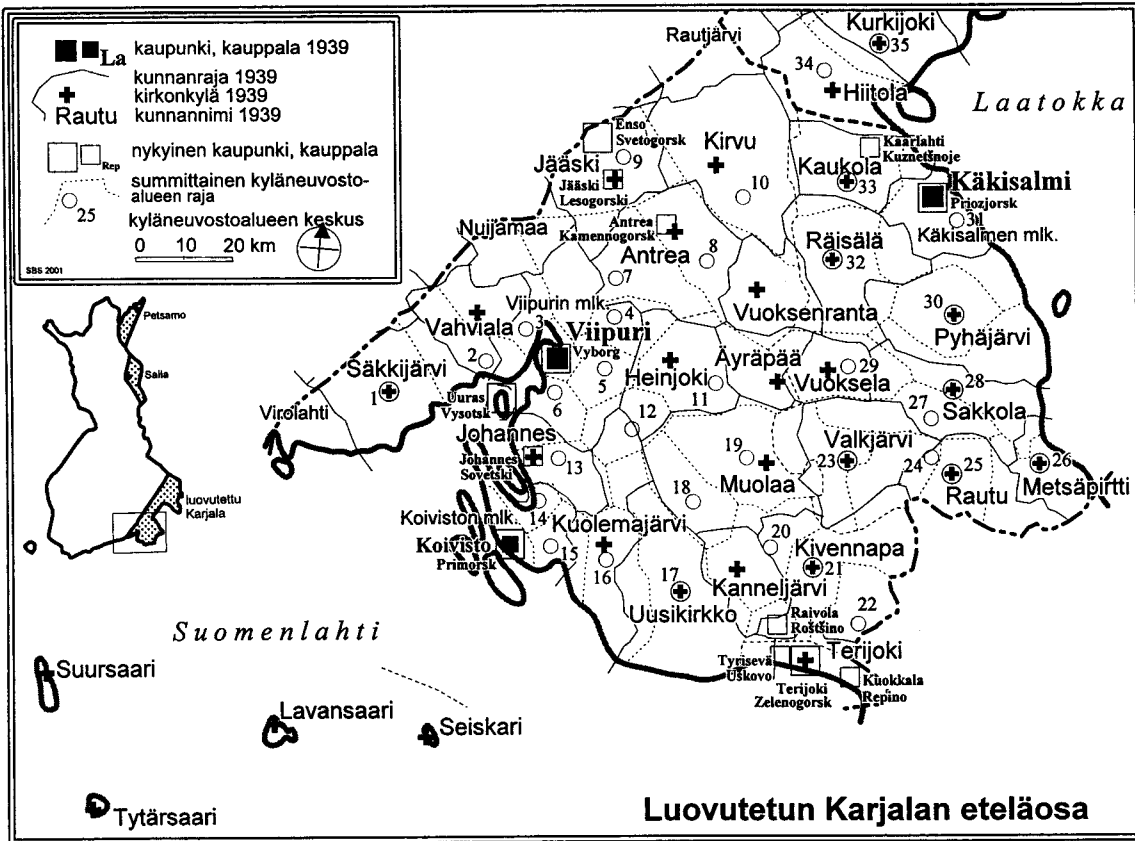 La kaupunki, kauppala 1939
kunnanraja 1939
kirkonkylä 1939
Rautu kunnannimi 1939
Rep nykyinen kaupunki, kauppala
summittainen kyläneuvosto-
alueen raja
25 kyläneuvostoalueen keskus
0 10 20 km
SBS 2001
Petsamo
Salla
luovutettu
Karjala
Rautjärvi
Kurkijoki
35
34
Hiitola
Laatokka
Enso
Svetogorsk
9
Jääski
Jääski
Lesogorski
Kirvu
10
Kaarlahti
Kuznetšnoje
Kaukola
33
Käkisalmi
Priozjorsk
31
Käkisalmen mlk.
Nuijamaa
Antrea
Kamennogorsk
Antrea
8
7
Räisälä
32
Viipurin mlk.
4
3
Vahviala
2
Viipuri
Vyborg
5
6
Vuoksenranta
30
Pyhäjärvi
Säkkijärvi
1
Virolahti
Uuras
Vysotsk
Heinjoki
11
12
Äyräpää
Vuoksela
29
28
27
Sakkola
Johannes
Johannes
Sovetski
13
14
19
Muolaa
18
Valkjärvi
23
24
25
Rautu
26
Metsäpirtti
Koiviston mlk.
Koivisto
Primorsk
15
Kuolemajärvi
16
17
Uusikirkko
20
Kivennapa
21
Kanneljärvi
22
Raivola
Roštšino
Terijoki
Tyrisevä
Uškovo
Terijoki
Zelenogorsk
Kuokkala
Repino
Suomenlahti
Suursaari
Lavansaari
Seiskari
Tytärsaari
Luovutetun Karjalan eteläosa